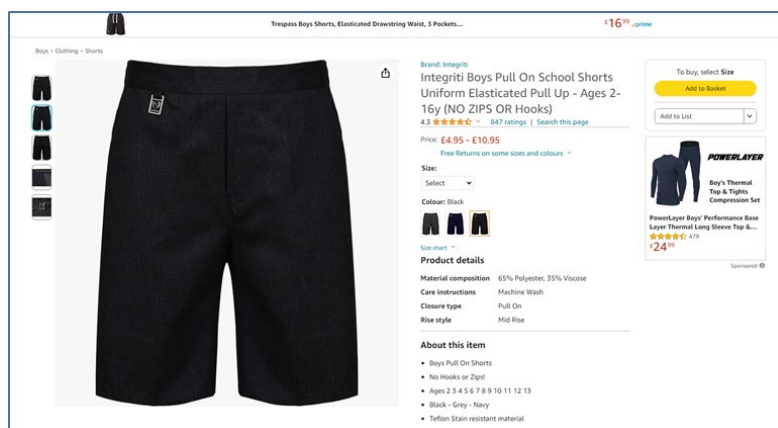 Trespass Boys Shorts, Elasticated Drawstring Waist, 3 Pockets...
£16⁹⁹ prime
Boys › Clothing › Shorts
Brand: Integriti
Integriti Boys Pull On School Shorts
Uniform Elasticated Pull Up - Ages 2-
16y (NO ZIPS OR Hooks)
4.3 847 ratings | Search this page
Price: £4.95 - £10.95
Free Returns on some sizes and colours
Size:
Select
Colour: Black
Size chart
Product details
Material composition 65% Polyester, 35% Viscose
Care instructions Machine Wash
Closure type Pull On
Rise style Mid Rise
About this item
• Boys Pull On Shorts
• No Hooks or Zips!
• Ages 2 3 4 5 6 7 8 9 10 11 12 13
• Black - Grey - Navy
• Teflon Stain resistant material
To buy, select Size
Add to Basket
Add to List
POWERLAYER
Boy's Thermal
Top & Tights
Compression Set
PowerLayer Boys' Performance Base
Layer Thermal Long Sleeve Top &...
479
£24⁹⁹
Sponsored